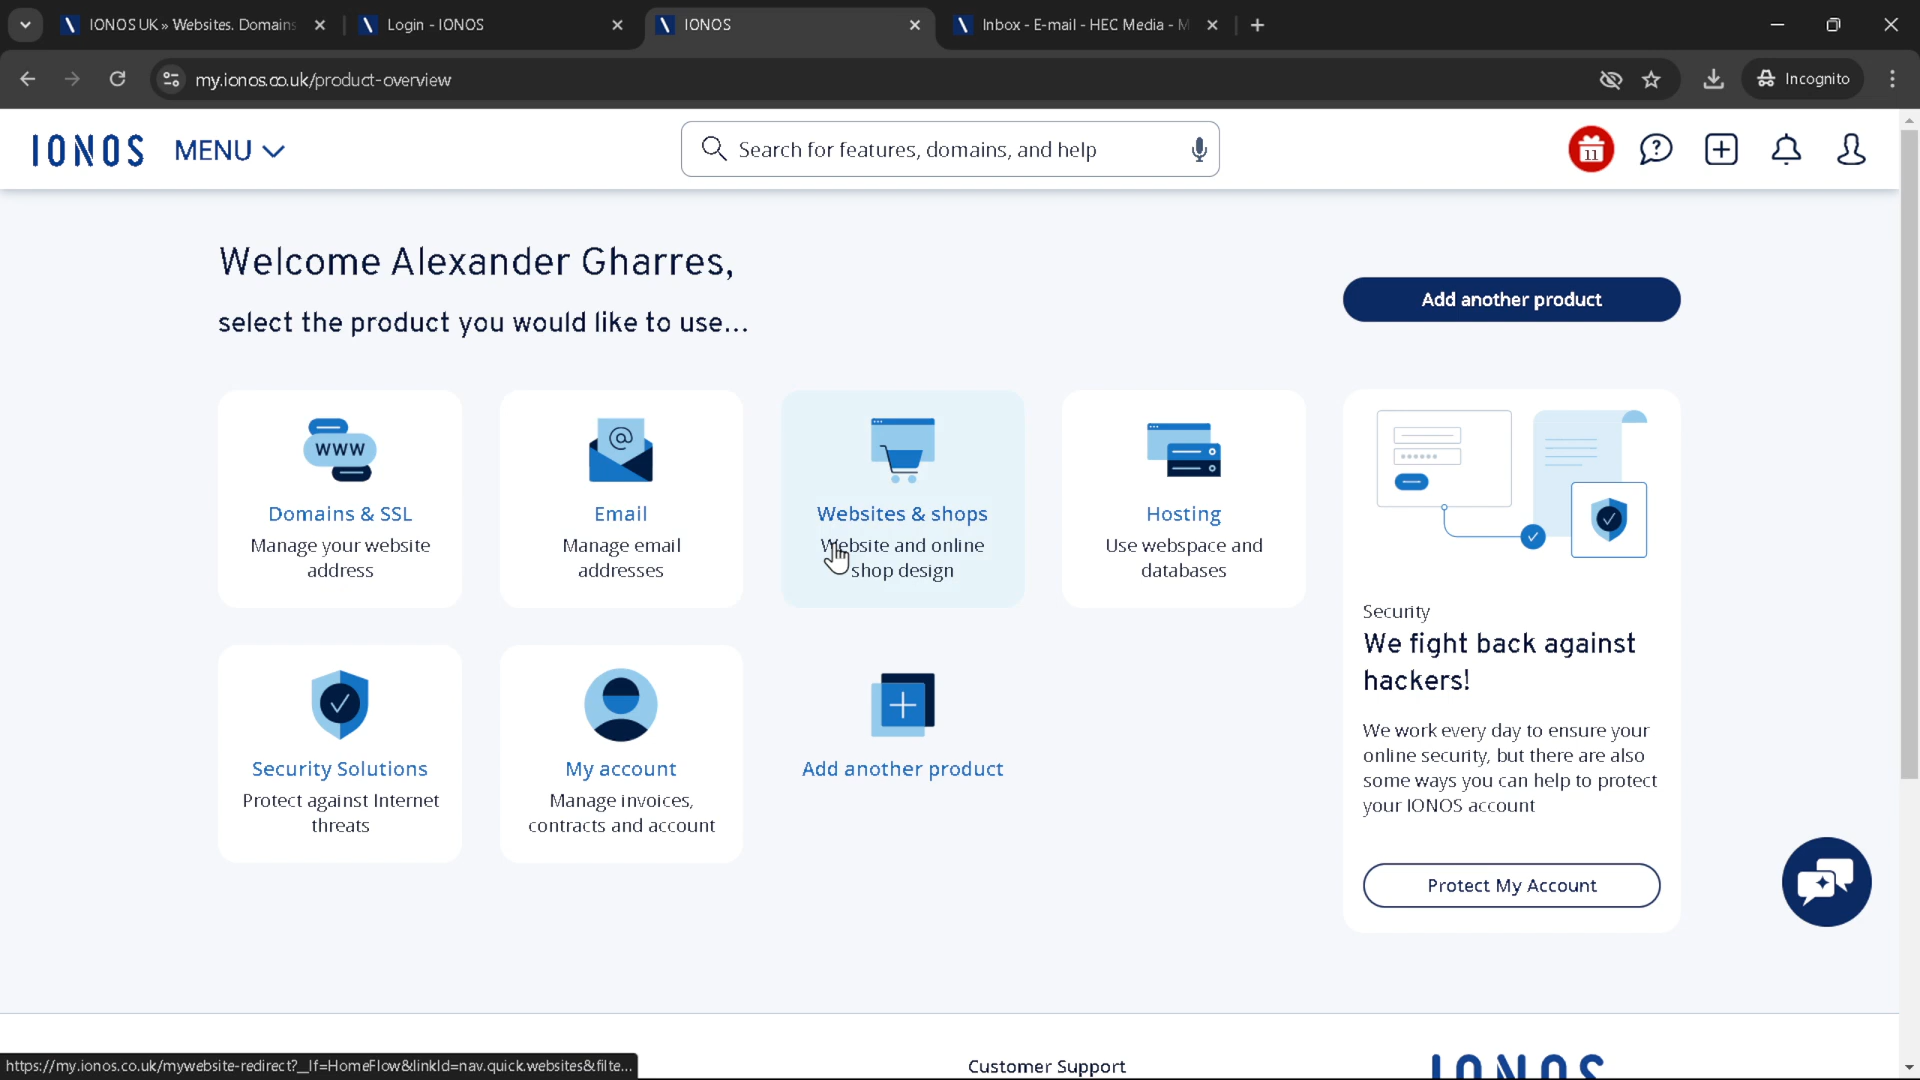 IONOS UK » Websites. Domains
Login - IONOS
IONOS
Inbox - E-mail - HEC Media - M
my.ionos.co.uk/product-overview
Incognito
IONOS
MENU
Search for features, domains, and help
11
Welcome Alexander Gharres,
select the product you would like to use...
Add another product
www
Domains & SSL
Manage your website
address
@
Email
Manage email
addresses
Websites & shops
Website and online
shop design
Hosting
Use webspace and
databases
Security Solutions
Protect against Internet
threats
My account
Manage invoices,
contracts and account
Add another product
Security
We fight back against
hackers!
We work every day to ensure your
online security, but there are also
some ways you can help to protect
your IONOS account
Protect My Account
https://my.ionos.co.uk/mywebsite-redirect?__lf=HomeFlow&linkId=nav.quick.websites&filte...
Customer Support
IONOS